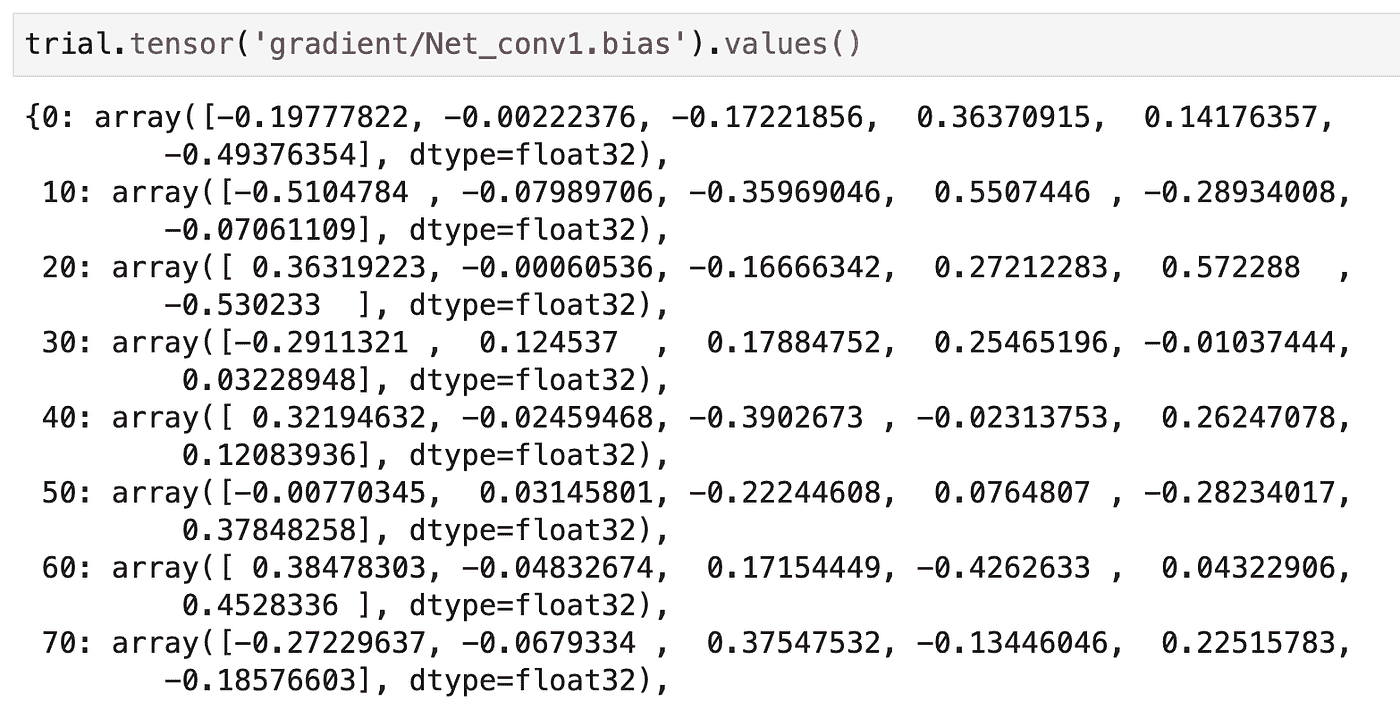 trial.tensor('gradient/Net_conv1.bias').values()
{0: array([-0.19777822, -0.00222376, -0.17221856,  0.36370915,  0.14176357,
        -0.49376354], dtype=float32),
 10: array([-0.5104784 , -0.07989706, -0.35969046,  0.5507446 , -0.28934008,
        -0.07061109], dtype=float32),
 20: array([ 0.36319223, -0.00060536, -0.16666342,  0.27212283,  0.572288  ,
        -0.530233  ], dtype=float32),
 30: array([-0.2911321 ,  0.124537  ,  0.17884752,  0.25465196, -0.01037444,
         0.03228948], dtype=float32),
 40: array([ 0.32194632, -0.02459468, -0.3902673 , -0.02313753,  0.26247078,
         0.12083936], dtype=float32),
 50: array([-0.00770345,  0.03145801, -0.22244608,  0.0764807 , -0.28234017,
         0.37848258], dtype=float32),
 60: array([ 0.38478303, -0.04832674,  0.17154449, -0.4262633 ,  0.04322906,
         0.4528336 ], dtype=float32),
 70: array([-0.27229637, -0.0679334 ,  0.37547532, -0.13446046,  0.22515783,
        -0.18576603], dtype=float32),